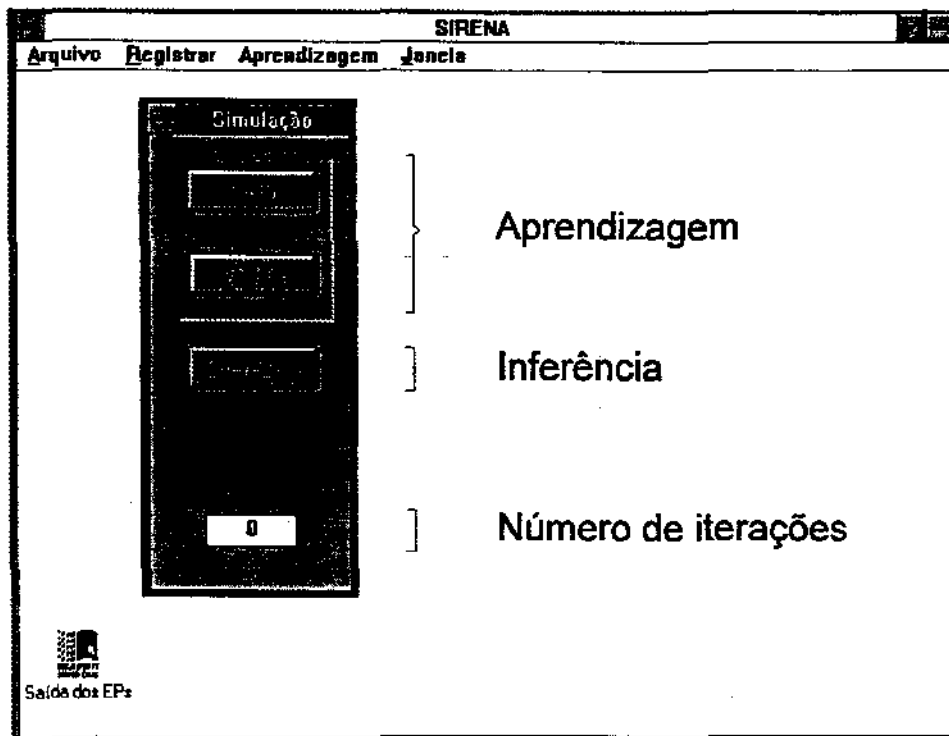 SIRENA
Arquivo Registrar Aprendizagem Janela
Simulação
Aprendizagem
Inferência
0
Número de iterações
Saída dos EPs